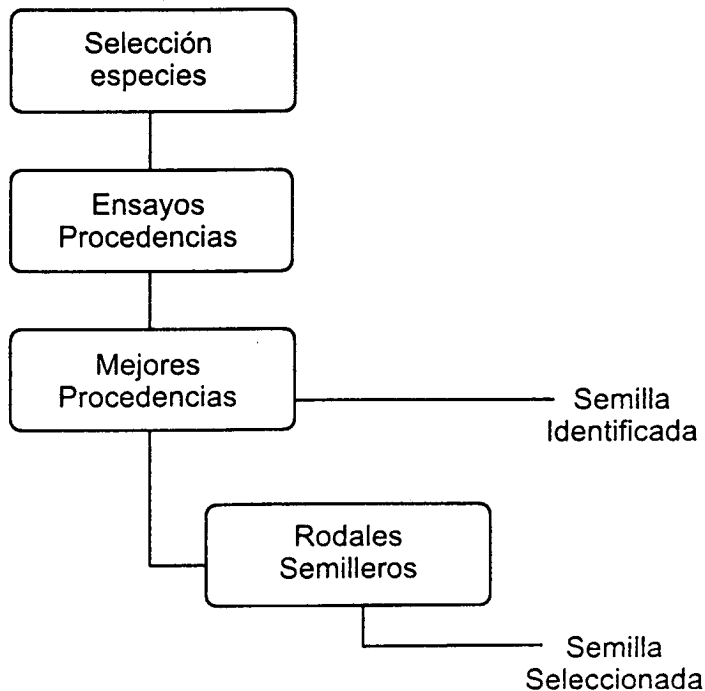 Selección
especies
Ensayos
Procedencias
Mejores
Procedencias
Semilla
Identificada
Rodales
Semilleros
Semilla
Seleccionada